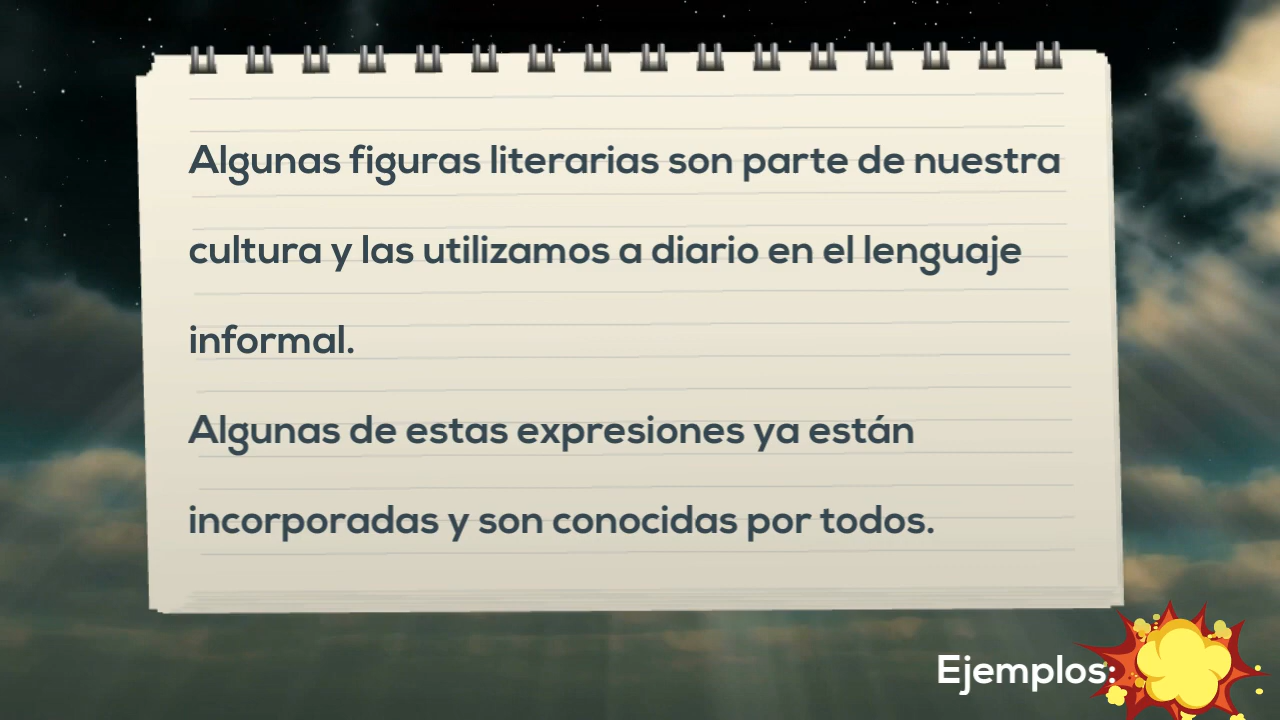 Algunas figuras literarias son parte de nuestra
cultura y las utilizamos a diario en el lenguaje
informal.
Algunas de estas expresiones ya están
incorporadas y son conocidas por todos.
Ejemplos: